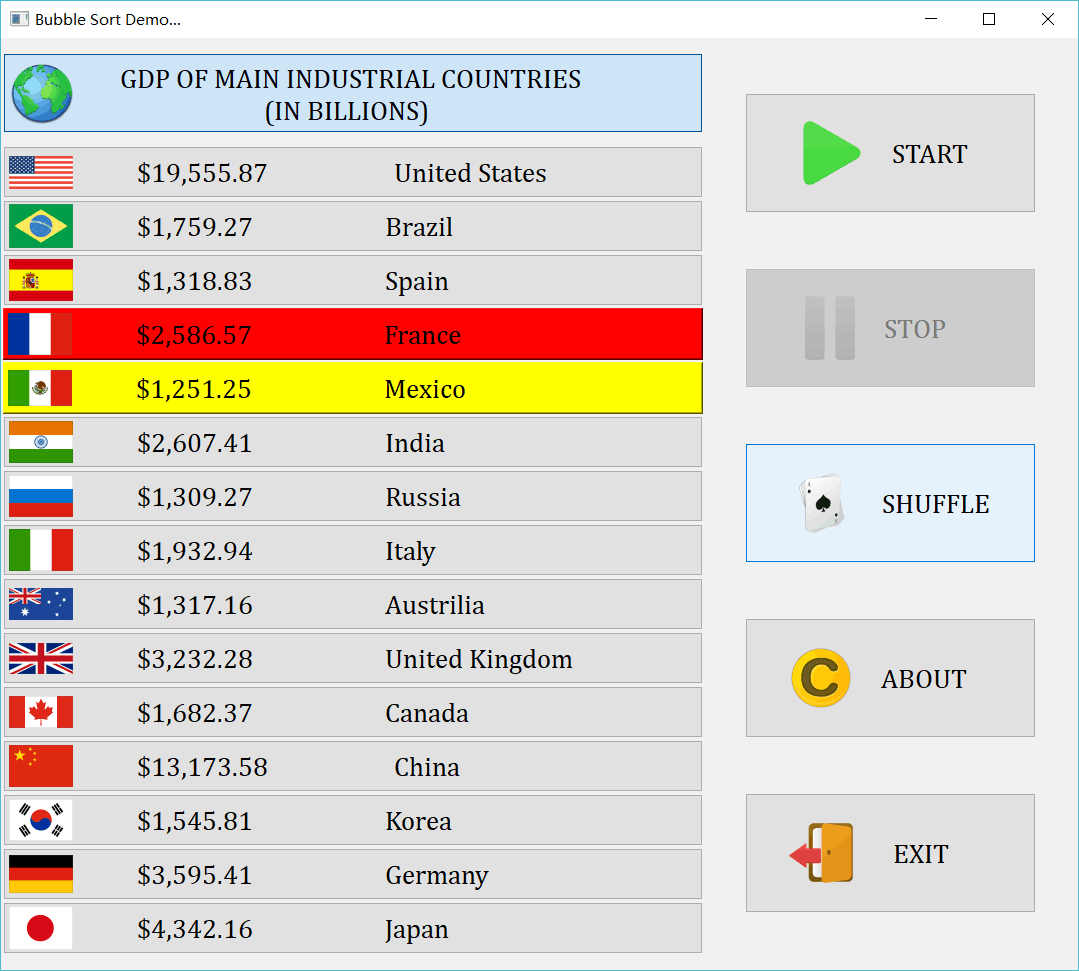 Bubble Sort Demo...
GDP OF MAIN INDUSTRIAL COUNTRIES
(IN BILLIONS)
$19,555.87 United States
$1,759.27 Brazil
$1,318.83 Spain
$2,586.57 France
$1,251.25 Mexico
$2,607.41 India
$1,309.27 Russia
$1,932.94 Italy
$1,317.16 Austrilia
$3,232.28 United Kingdom
$1,682.37 Canada
$13,173.58 China
$1,545.81 Korea
$3,595.41 Germany
$4,342.16 Japan
START
STOP
SHUFFLE
C ABOUT
EXIT